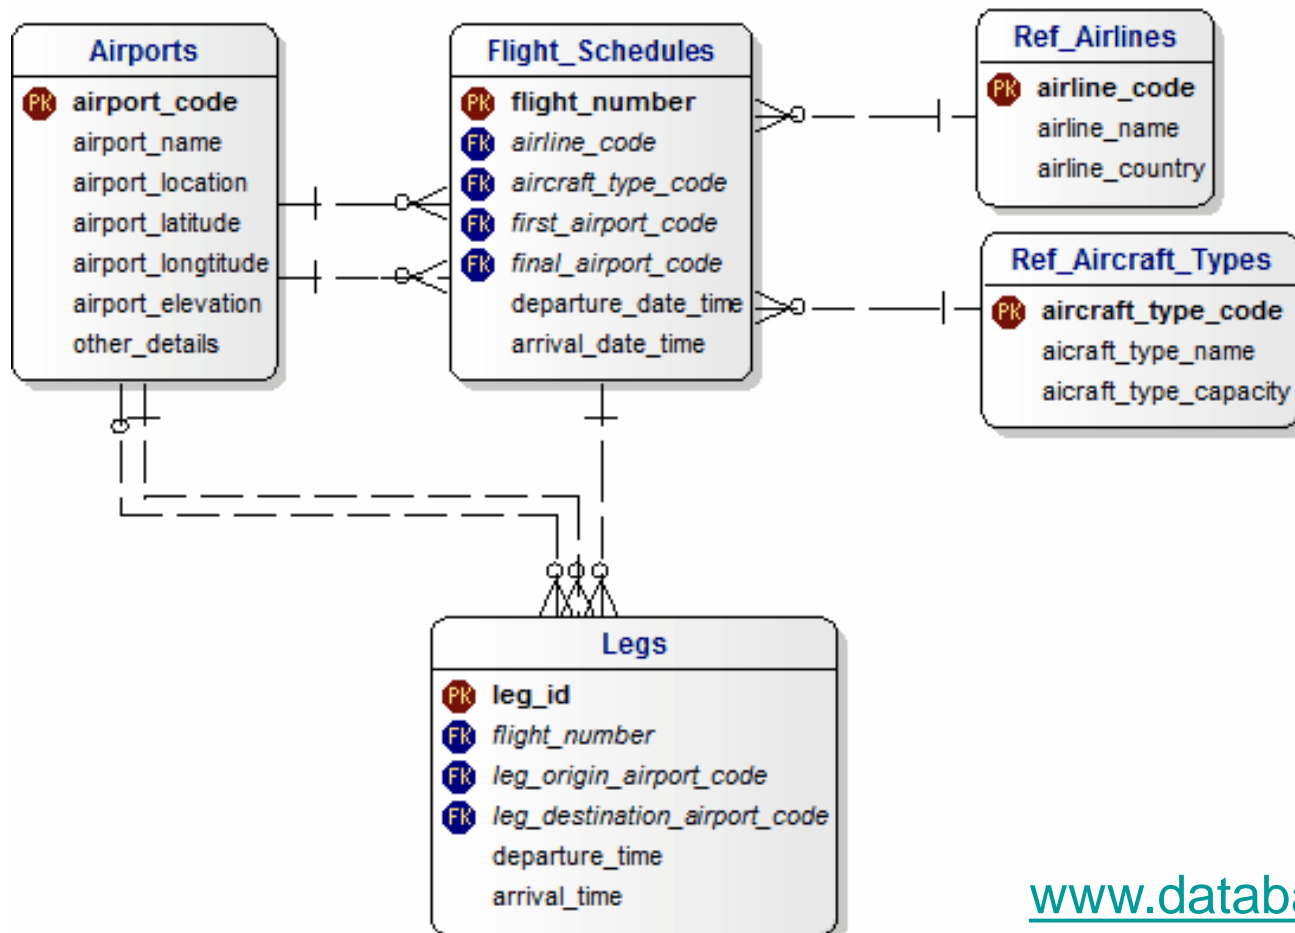 Airports
PK airport_code
airport_name
airport_location
airport_latitude
airport_longtitude
airport_elevation
other_details
Flight_Schedules
PK flight_number
FK airline_code
FK aircraft_type_code
FK first_airport_code
FK final_airport_code
departure_date_time
arrival_date_time
Ref_Airlines
PK airline_code
airline_name
airline_country
Ref_Aircraft_Types
PK aircraft_type_code
aicraft_type_name
aicraft_type_capacity
Legs
PK leg_id
FK flight_number
FK leg_origin_airport_code
FK leg_destination_airport_code
departure_time
arrival_time
www.databa